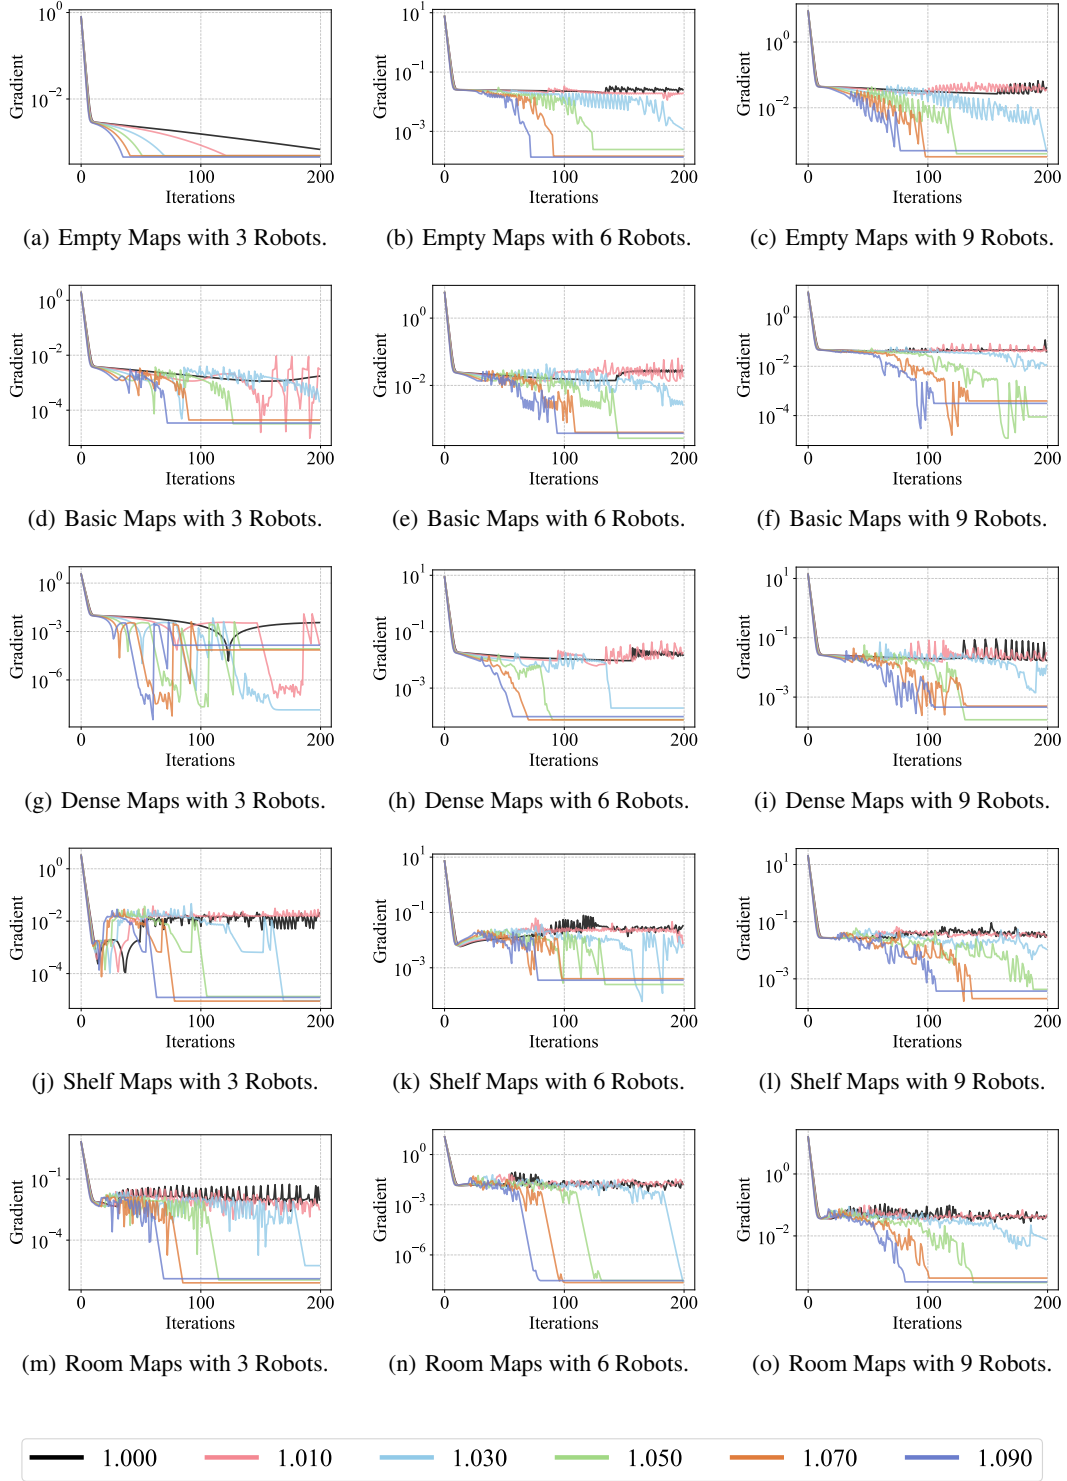 10^0
10^-2
Gradient
0 100 200
Iterations
(a) Empty Maps with 3 Robots.
10^1
10^-1
10^-3
Gradient
0 100 200
Iterations
(b) Empty Maps with 6 Robots.
10^0
10^-2
Gradient
0 100 200
Iterations
(c) Empty Maps with 9 Robots.
10^0
10^-2
10^-4
Gradient
0 100 200
Iterations
(d) Basic Maps with 3 Robots.
10^0
10^-2
Gradient
0 100 200
Iterations
(e) Basic Maps with 6 Robots.
10^0
10^-2
10^-4
Gradient
0 100 200
Iterations
(f) Basic Maps with 9 Robots.
10^0
10^-3
10^-6
Gradient
0 100 200
Iterations
(g) Dense Maps with 3 Robots.
10^1
10^-1
10^-3
Gradient
0 100 200
Iterations
(h) Dense Maps with 6 Robots.
10^1
10^-1
10^-3
Gradient
0 100 200
Iterations
(i) Dense Maps with 9 Robots.
10^0
10^-2
10^-4
Gradient
0 100 200
Iterations
(j) Shelf Maps with 3 Robots.
10^1
10^-1
10^-3
Gradient
0 100 200
Iterations
(k) Shelf Maps with 6 Robots.
10^1
10^-1
10^-3
Gradient
0 100 200
Iterations
(l) Shelf Maps with 9 Robots.
10^-1
10^-4
Gradient
0 100 200
Iterations
(m) Room Maps with 3 Robots.
10^0
10^-3
10^-6
Gradient
0 100 200
Iterations
(n) Room Maps with 6 Robots.
10^0
10^-2
Gradient
0 100 200
Iterations
(o) Room Maps with 9 Robots.
1.000 1.010 1.030 1.050 1.070 1.090